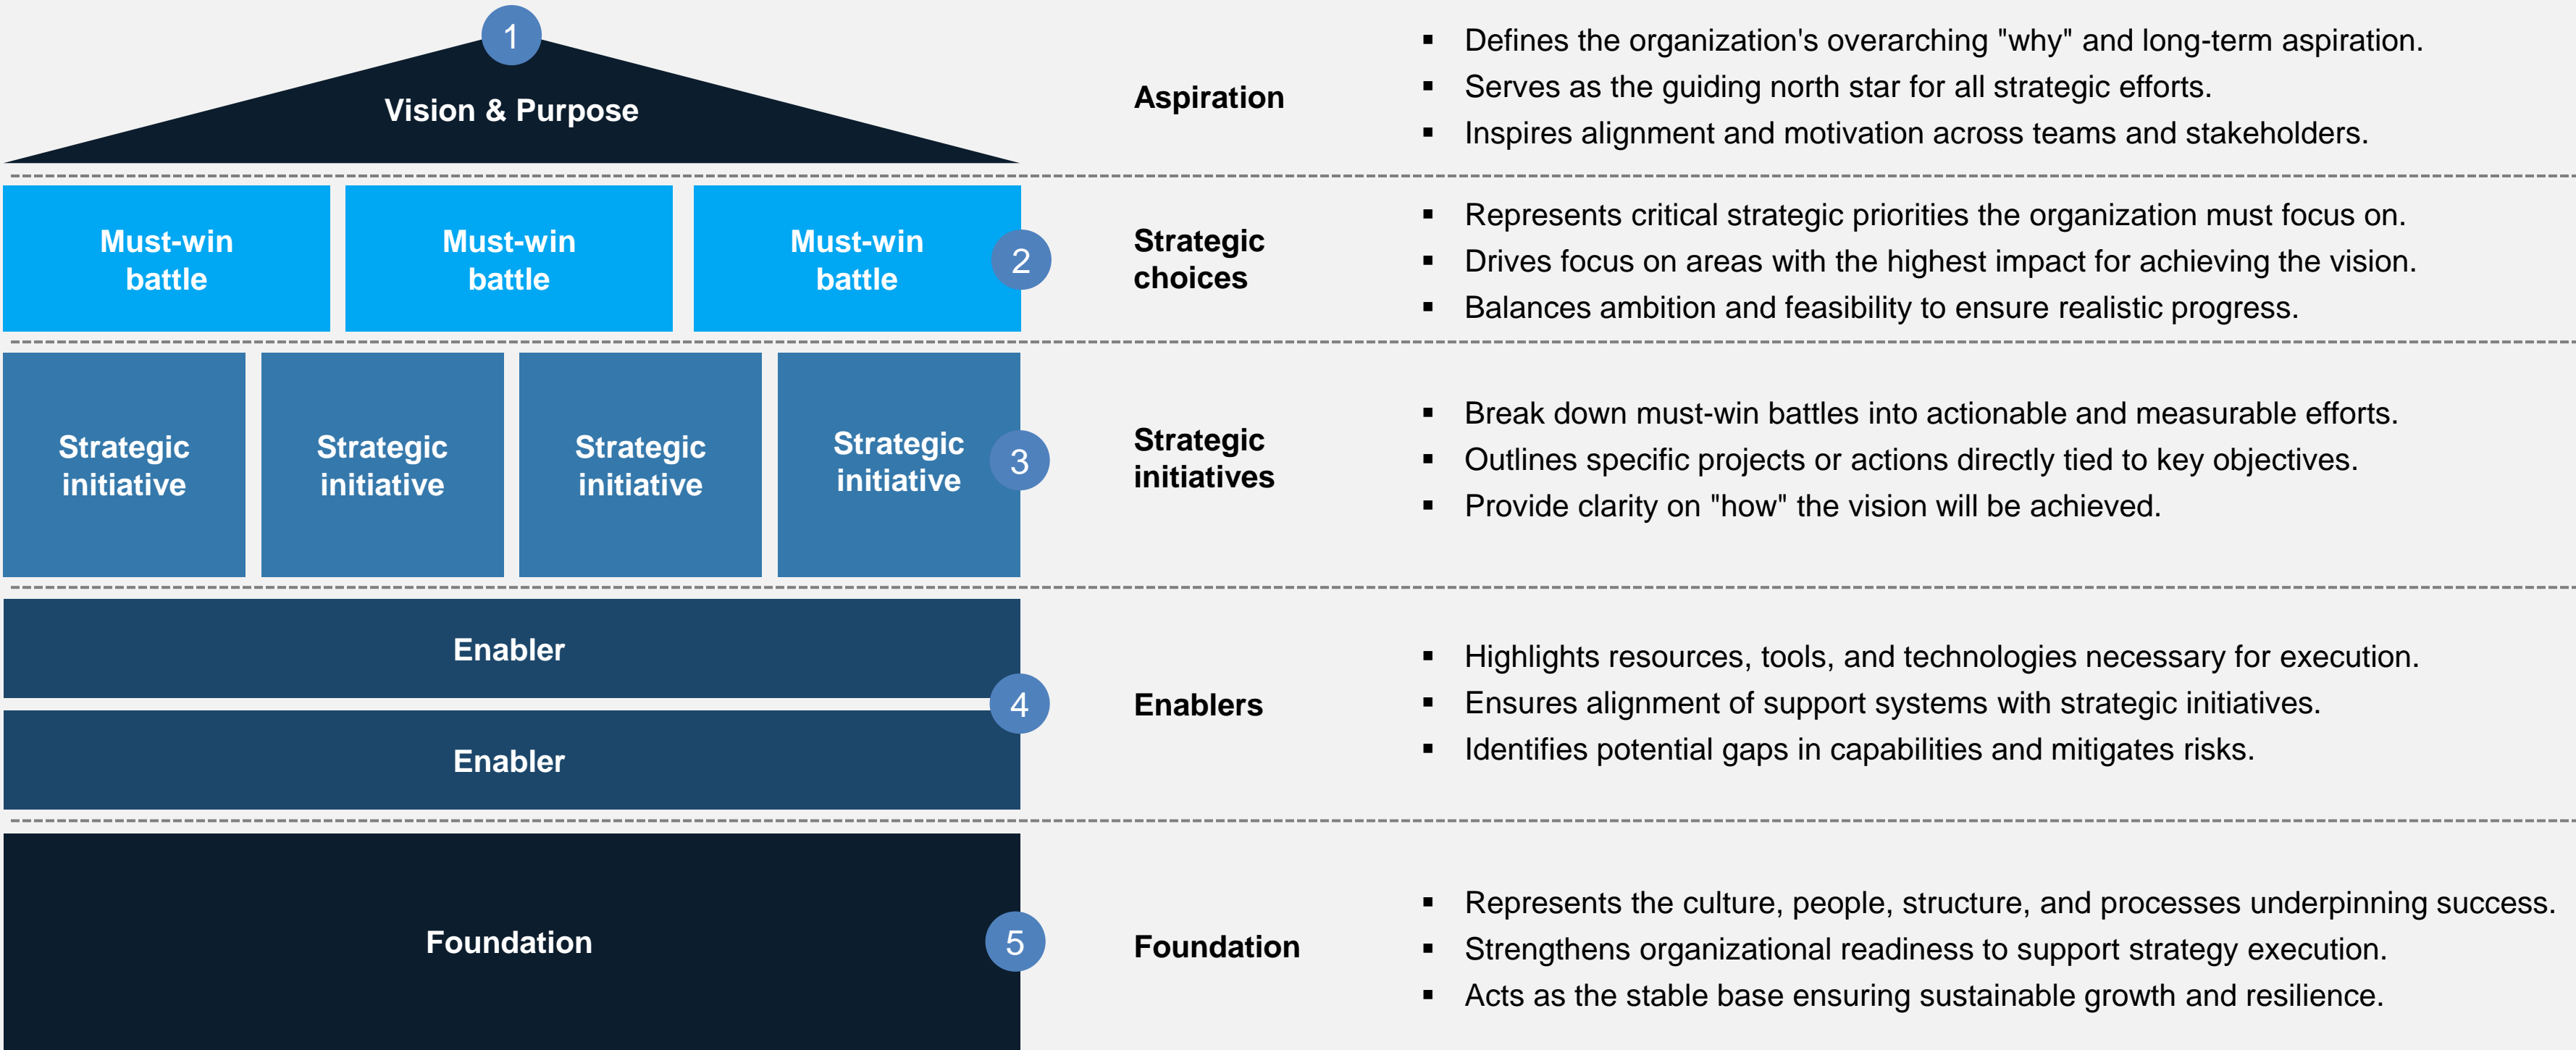 1
Vision & Purpose
Aspiration
▪ Defines the organization's overarching "why" and long-term aspiration.
▪ Serves as the guiding north star for all strategic efforts.
▪ Inspires alignment and motivation across teams and stakeholders.
Must-win
battle
Must-win
battle
Must-win
battle
2
Strategic
choices
▪ Represents critical strategic priorities the organization must focus on.
▪ Drives focus on areas with the highest impact for achieving the vision.
▪ Balances ambition and feasibility to ensure realistic progress.
Strategic
initiative
Strategic
initiative
Strategic
initiative
Strategic
initiative
3
Strategic
initiatives
▪ Break down must-win battles into actionable and measurable efforts.
▪ Outlines specific projects or actions directly tied to key objectives.
▪ Provide clarity on "how" the vision will be achieved.
Enabler
Enabler
4
Enablers
▪ Highlights resources, tools, and technologies necessary for execution.
▪ Ensures alignment of support systems with strategic initiatives.
▪ Identifies potential gaps in capabilities and mitigates risks.
Foundation
5
Foundation
▪ Represents the culture, people, structure, and processes underpinning success.
▪ Strengthens organizational readiness to support strategy execution.
▪ Acts as the stable base ensuring sustainable growth and resilience.